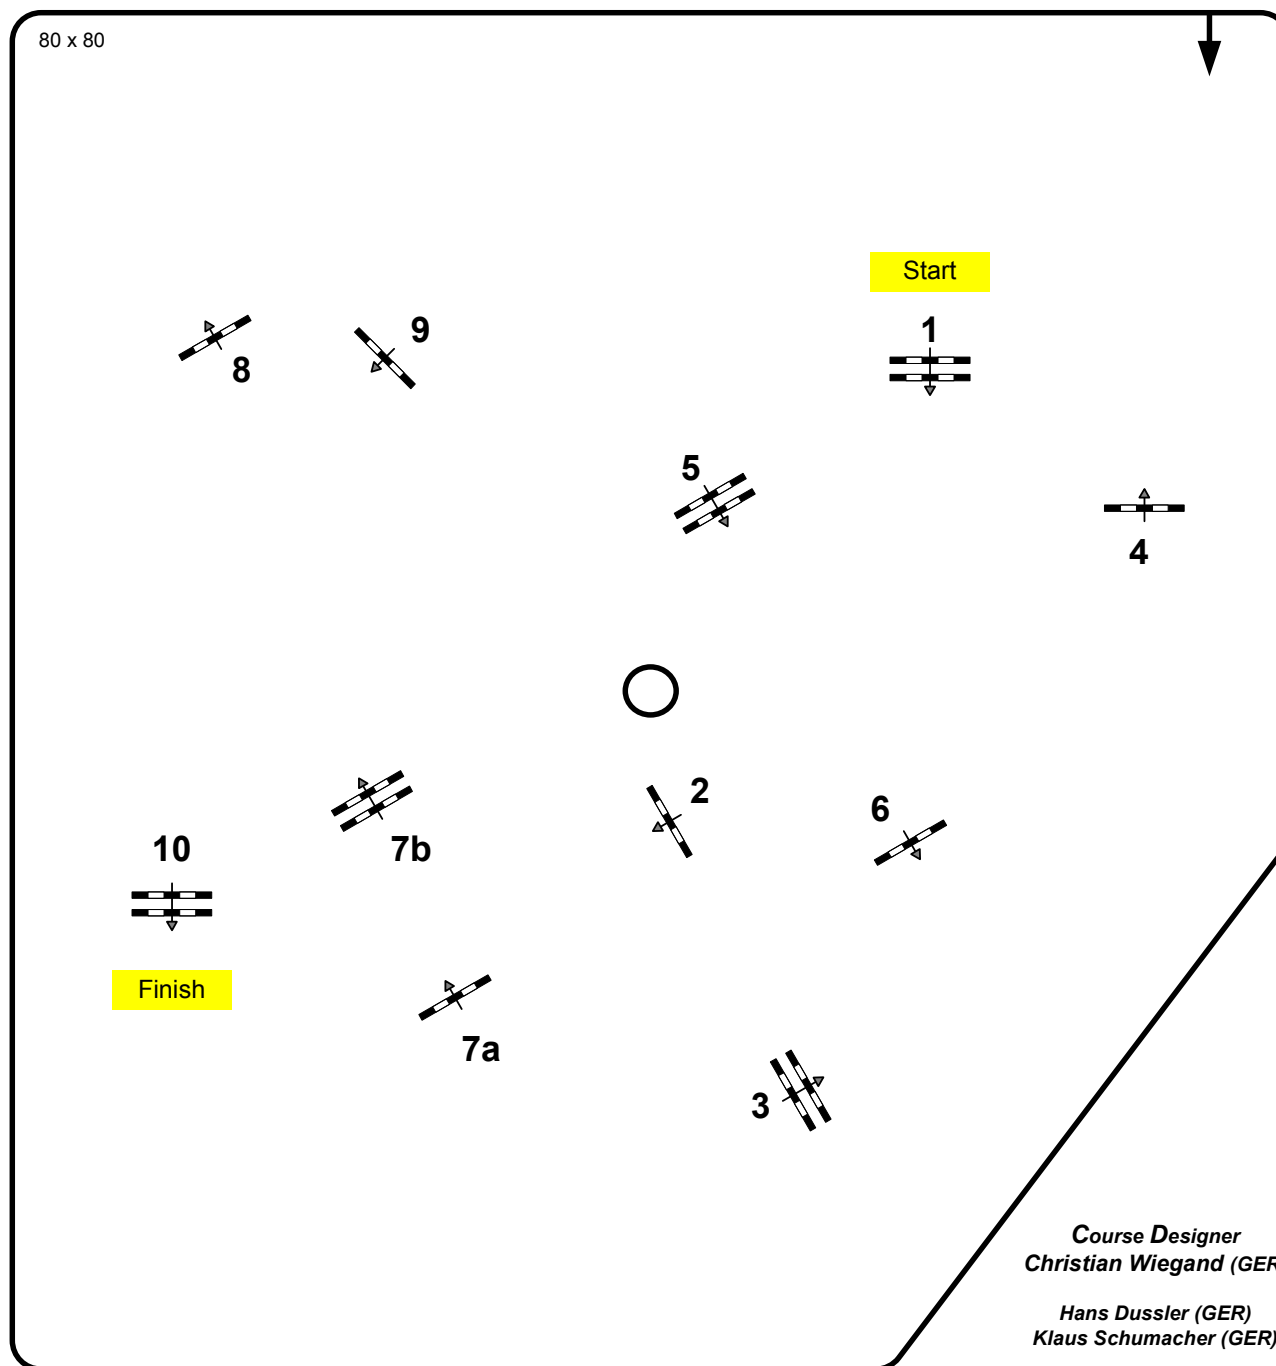 80 x 80
Start
1
9
8
5
4
2
6
7b
10
Finish
7a
3
Course Designer
Christian Wiegand (GER
Hans Dussler (GER)
Klaus Schumacher (GER)